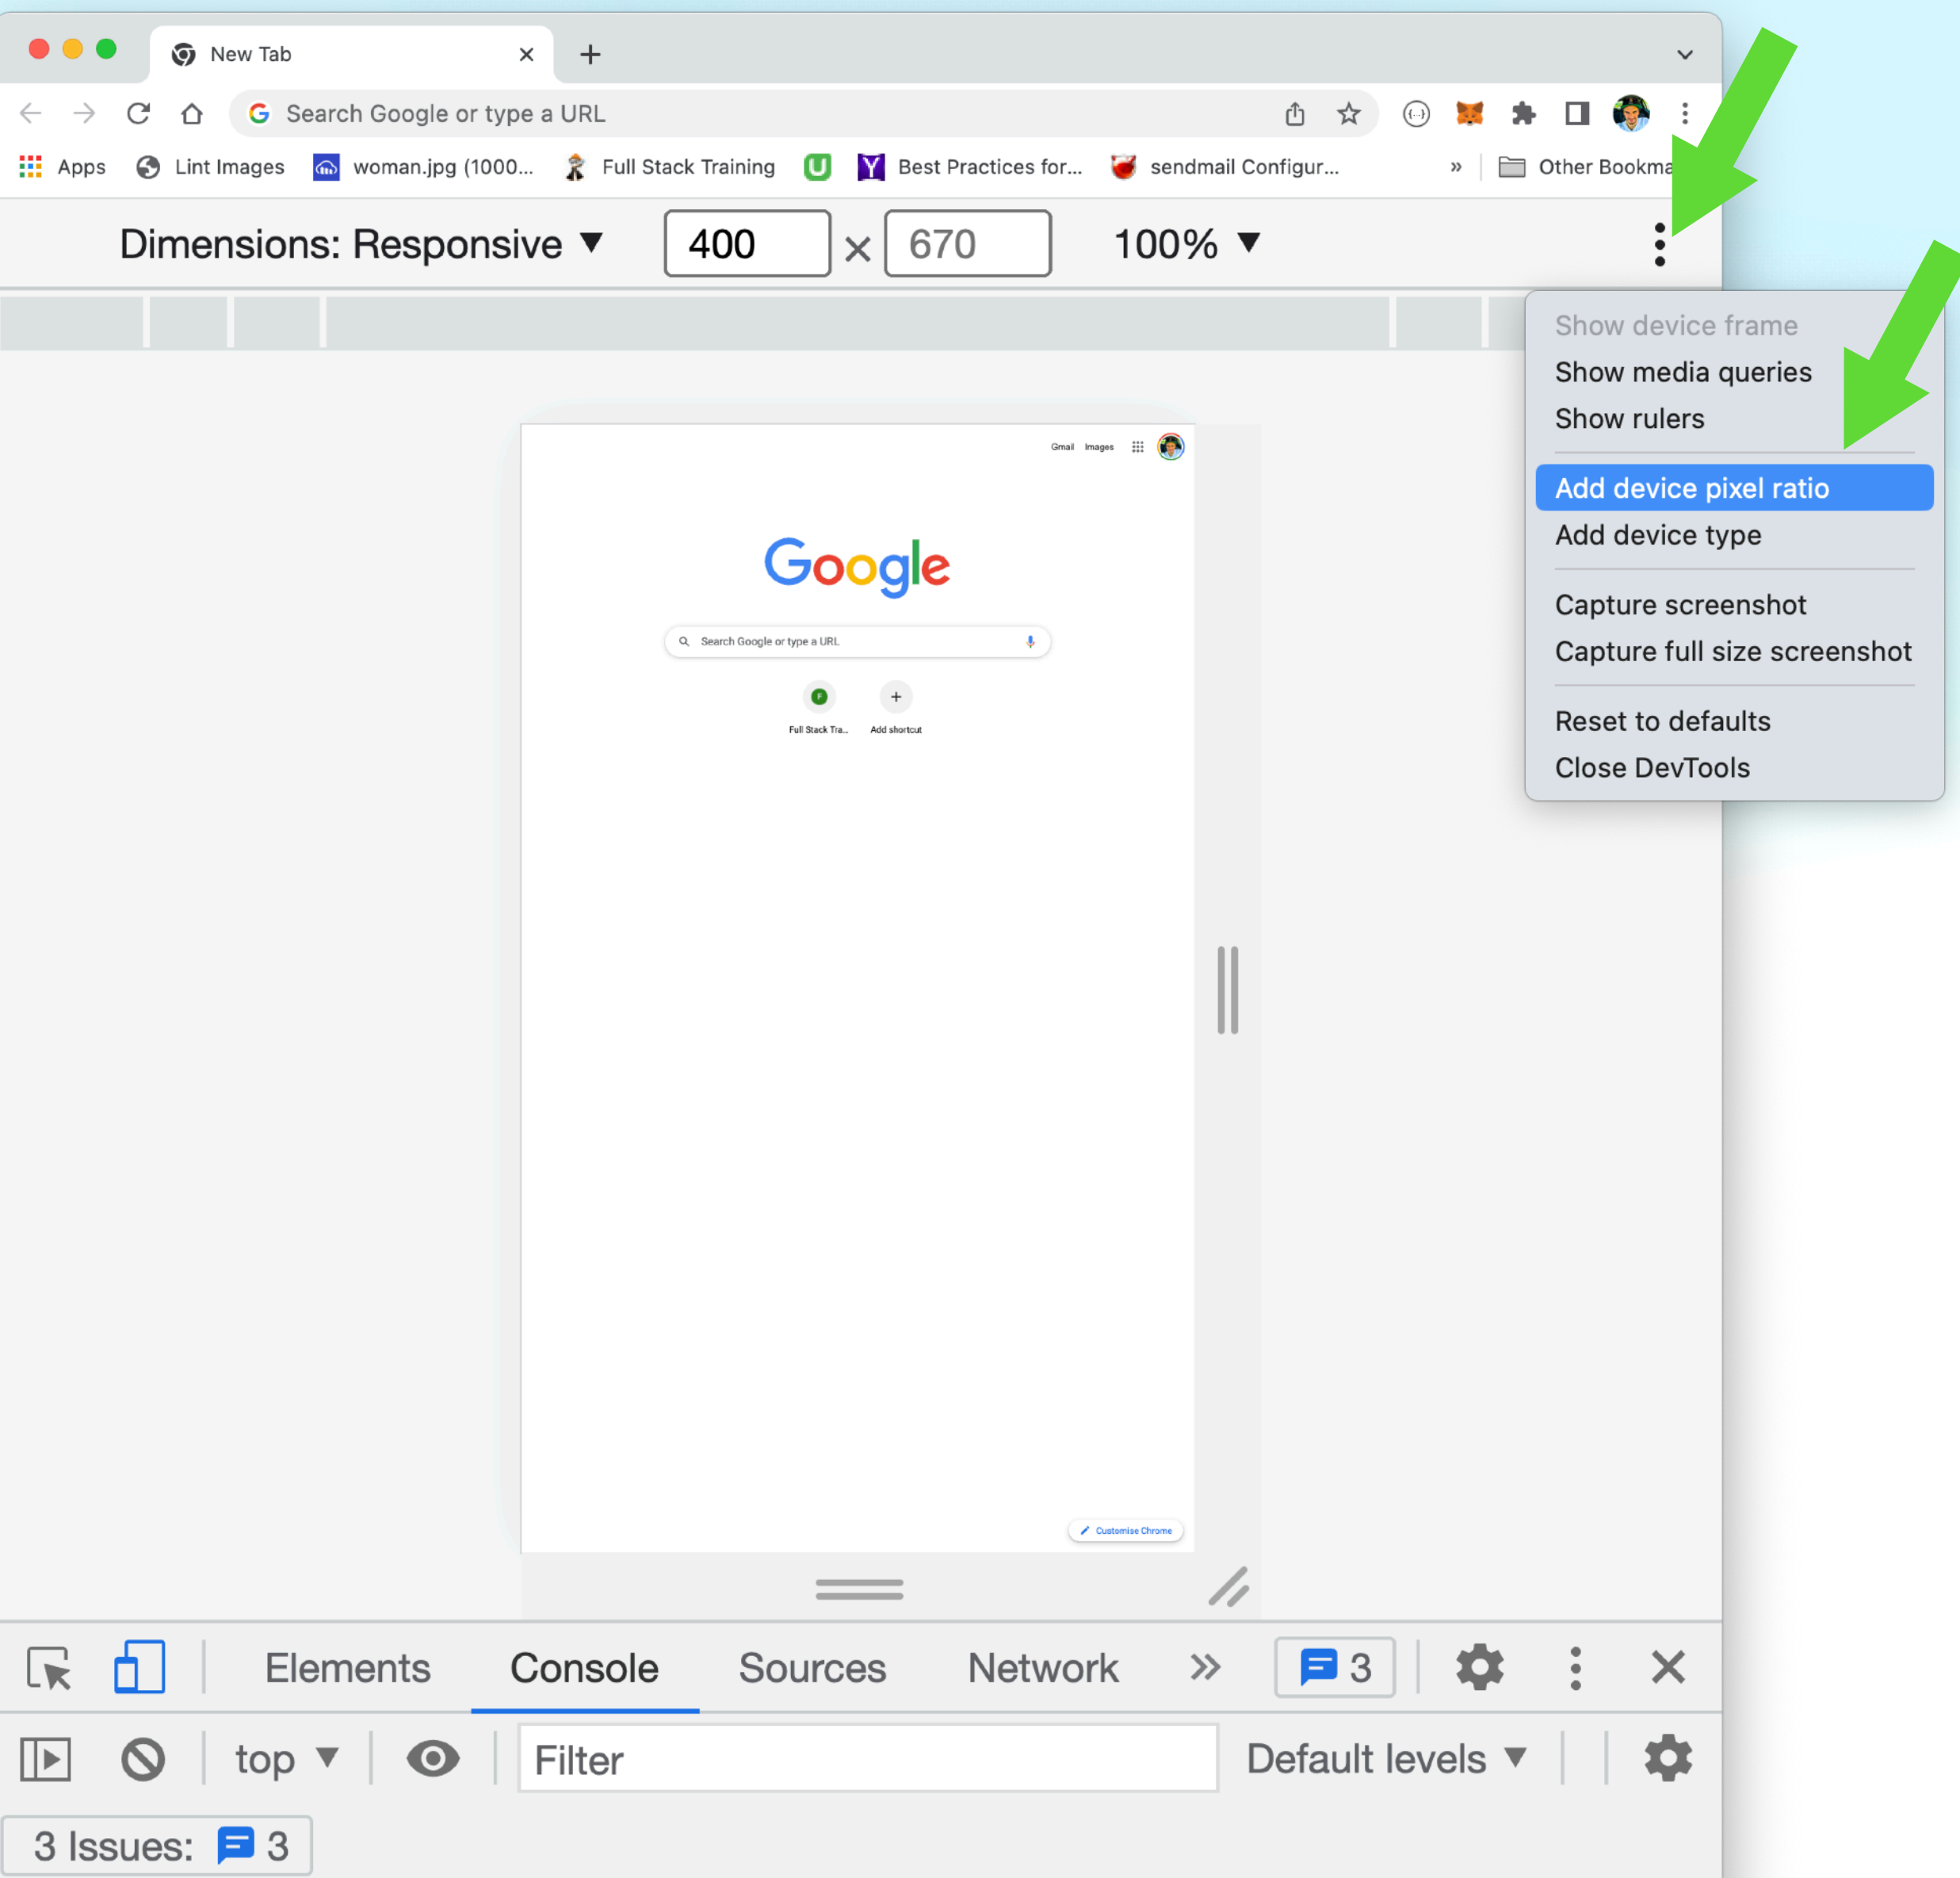 New Tab
Search Google or type a URL
Apps Lint Images woman.jpg (1000... Full Stack Training Best Practices for... sendmail Configur... » Other Bookma
Dimensions: Responsive ▼ 400 × 670 100% ▼
Show device frame
Show media queries
Show rulers
Add device pixel ratio
Add device type
Capture screenshot
Capture full size screenshot
Reset to defaults
Close DevTools
Gmail Images
Google
Search Google or type a URL
F
Full Stack Tra... Add shortcut
Customise Chrome
Elements Console Sources Network » 3
top ▼ Filter Default levels ▼
3 Issues: 3